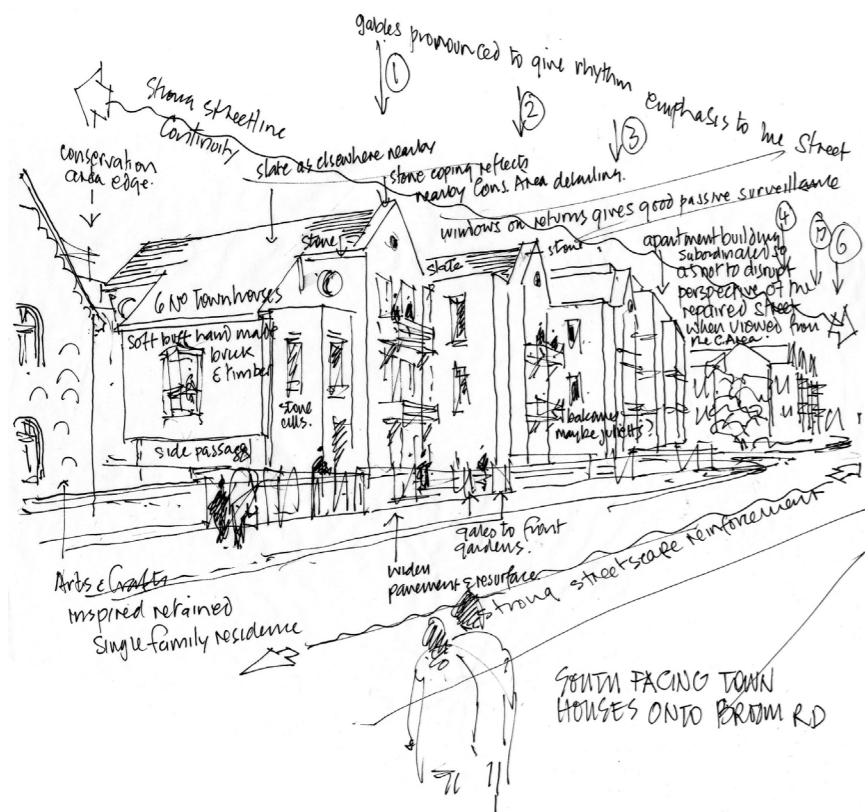 gables pronounced to give rhythm emphasis to the Street
1
2
3
4
5
6
Strong streetline
Continuity
conservation
area edge.
slate as elsewhere nearby
stone coping reflects
nearby Cons. Area detailing.
windows on returns gives good passive surveillance
apartment building
subordinated so
as not to disrupt
perspective of the
repaired street
when viewed from
the C. Area.
stone
slate
stone
6 No Townhouses
soft buff hand made
brick
& timber
stone
cills.
side passage
balconies
maybe juliets?
gates to front
gardens.
widen
pavement & resurface
strong streetscape reinforcement
Arts & Crafts
inspired retained
Single family residence
SOUTH FACING TOWN
HOUSES ONTO BROOM RD